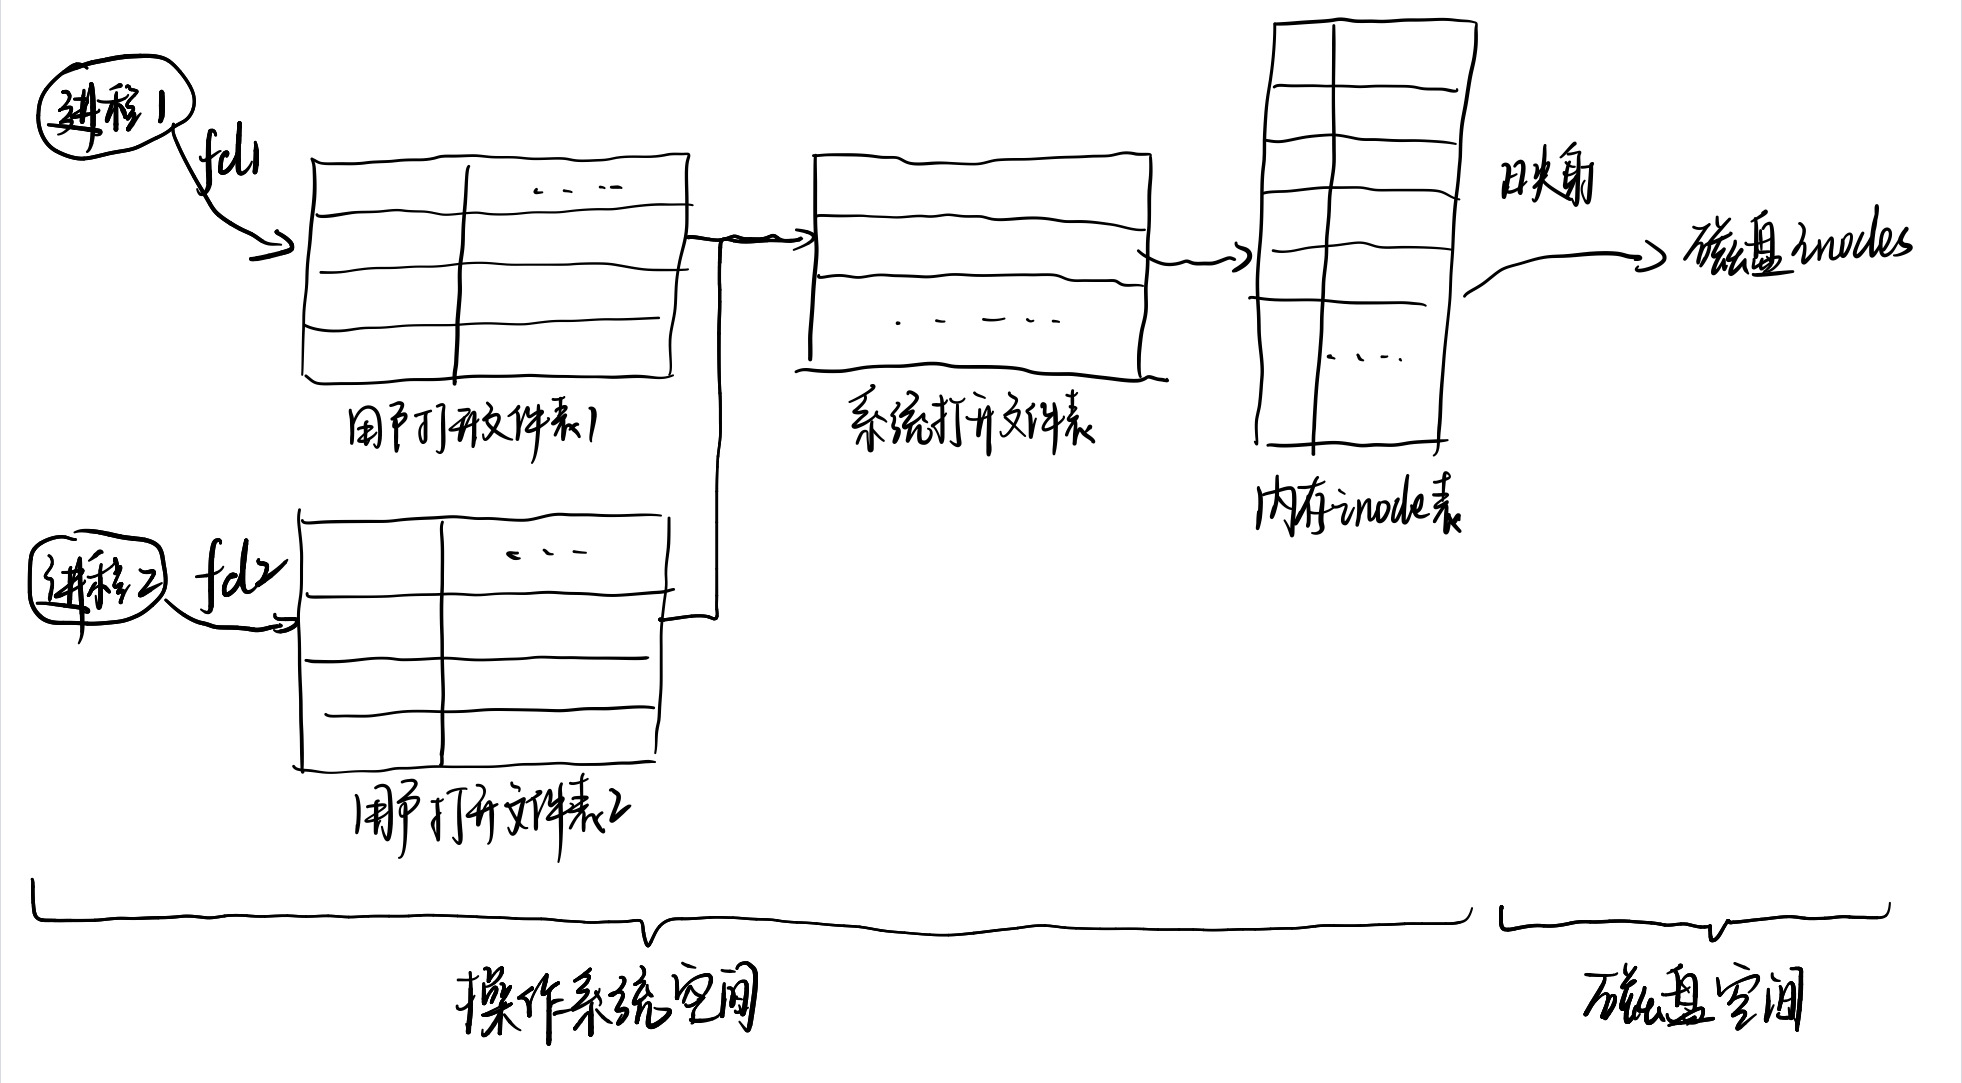 进程1
fd1
映射
磁盘inodes
用户打开文件表1
系统打开文件表
内存inode表
进程2
fd2
用户打开文件表2
操作系统空间
磁盘空间